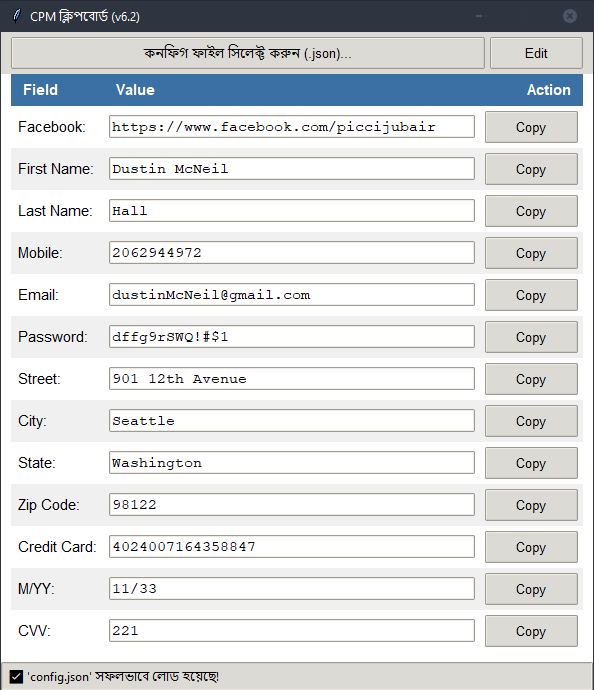 CPM ক্লিপবোর্ড (v6.2)
কনফিগ ফাইল সিলেক্ট করুন (.json)... Edit
Field Value Action
Facebook: https://www.facebook.com/piccijubair Copy
First Name: Dustin McNeil Copy
Last Name: Hall Copy
Mobile: 2062944972 Copy
Email: dustinMcNeil@gmail.com Copy
Password: dffg9rSWQ!#$1 Copy
Street: 901 12th Avenue Copy
City: Seattle Copy
State: Washington Copy
Zip Code: 98122 Copy
Credit Card: 4024007164358847 Copy
M/YY: 11/33 Copy
CVV: 221 Copy
'config.json' সফলভাবে লোড হয়েছে!